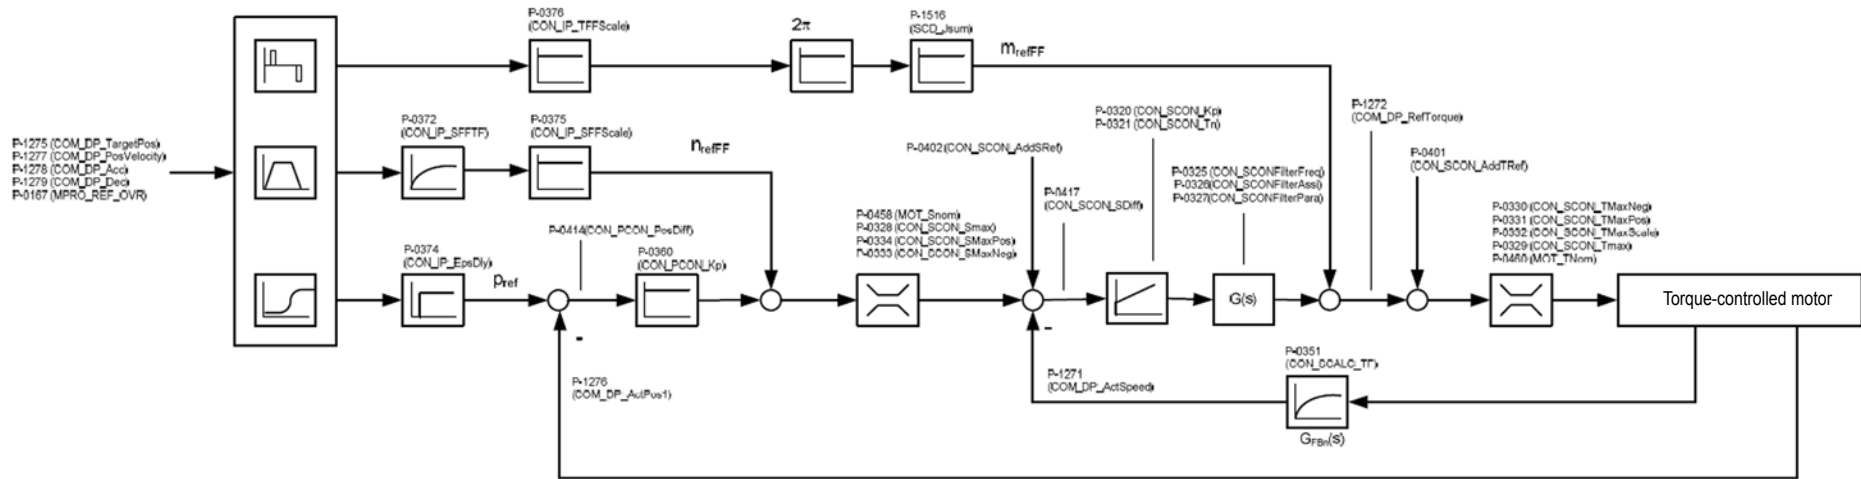 P-0376
(CON_IP_TFFScale)
2π
P-1516
(SCD_Jsum)
mrefFF
P-0372
(CON_IP_SFFTF)
P-0375
(CON_IP_SFFScale)
nrefFF
P-1275 (COM_DP_TargetPos)
P-1277 (COM_DP_PosVelocity)
P-1278 (COM_DP_Acc)
P-1279 (COM_DP_Dec)
P-0167 (MPRO_REF_OVR)
P-0402 (CON_SCON_AddSRef)
P-0320 (CON_SCON_Kp)
P-0321 (CON_SCON_Tn)
P-1272
(COM_DP_RefTorque)
P-0401
(CON_SCON_AddTRef)
P-0417
(CON_SCON_SDiff)
P-0325 (CON_SCONFilterFreq)
P-0326(CON_SCONFilterAssi)
P-0327(CON_SCONFilterPara)
P-0374
(CON_IP_EpsDly)
pref
P-0414(CON_PCON_PosDiff)
P-0360
(CON_PCON_Kp)
P-0458 (MOT_Snom)
P-0328 (CON_SCON_Smax)
P-0334 (CON_SCON_SMaxPos)
P-0333 (CON_SCON_SMaxNeg)
P-0330 (CON_SCON_TMaxNeg)
P-0331 (CON_SCON_TMaxPos)
P-0332 (CON_SCON_TMaxScale)
P-0329 (CON_SCON_Tmax)
P-0460 (MOT_TNom)
G(s)
Torque-controlled motor
-
-
P-1276
(COM_DP_ActPos1)
P-1271
(COM_DP_ActSpeed)
P-0351
(CON_SCALC_TF)
GFBn(s)